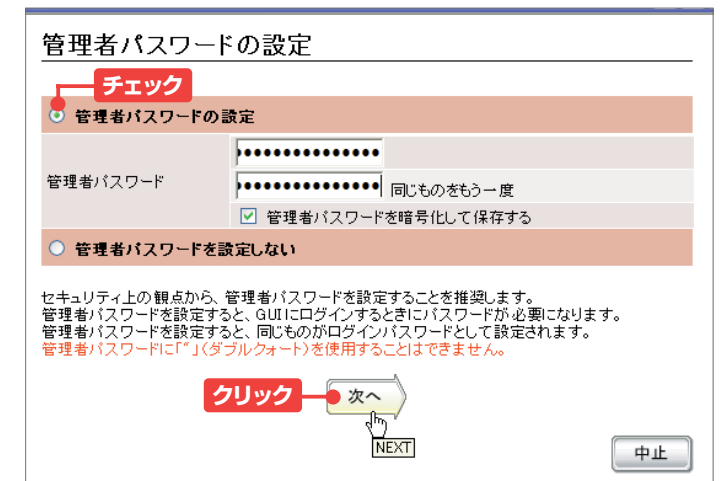 管理者パスワードの設定
チェック
管理者パスワードの設定
管理者パスワード
●●●●●●●●●●●●●●
●●●●●●●●●●●●●● 同じものをもう一度
管理者パスワードを暗号化して保存する
管理者パスワードを設定しない
セキュリティ上の観点から、管理者パスワードを設定することを推奨します。
管理者パスワードを設定すると、GUIにログインするときにパスワードが必要になります。
管理者パスワードを設定すると、同じものがログインパスワードとして設定されます。
管理者パスワードに「"」(ダブルクォート)を使用することはできません。
クリック
次へ
NEXT
中止